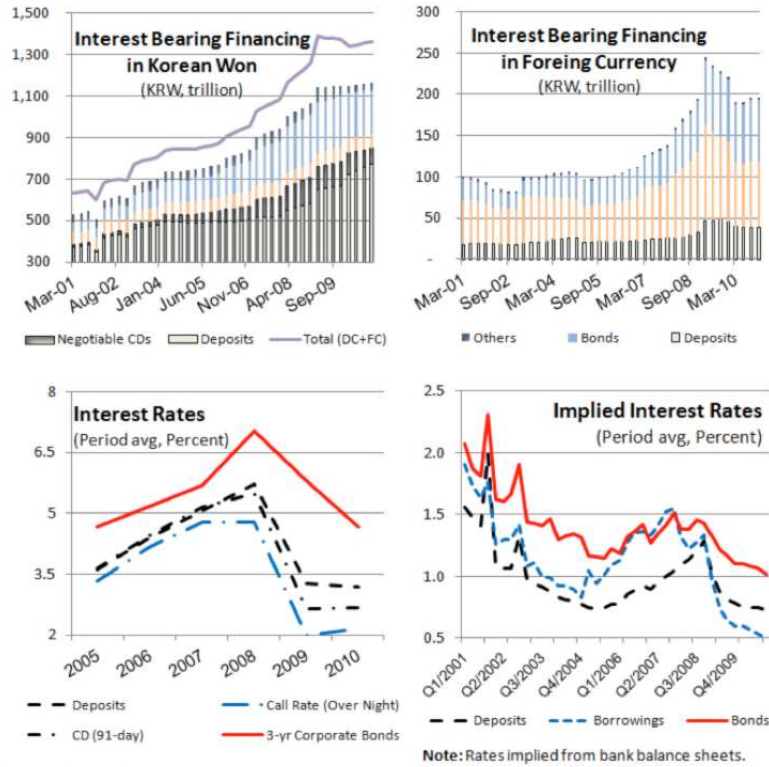 Interest Bearing Financing
in Korean Won
(KRW, trillion)
1,500
1,300
1,100
900
700
500
300
Mar-01
Aug-02
Jan-04
Jun-05
Nov-06
Apr-08
Sep-09
Negotiable CDs
Deposits
Total (DC+FC)
Interest Bearing Financing
in Foreing Currency
(KRW, trillion)
300
250
200
150
100
50
-
Mar-01
Sep-02
Mar-04
Sep-05
Mar-07
Sep-08
Mar-10
Others
Bonds
Deposits
Interest Rates
(Period avg, Percent)
8
6.5
5
3.5
2
2005
2006
2007
2008
2009
2010
Deposits
Call Rate (Over Night)
CD (91-day)
3-yr Corporate Bonds
Implied Interest Rates
(Period avg, Percent)
2.5
2.0
1.5
1.0
0.5
Q1/2001
Q4/2002
Q3/2003
Q4/2004
Q1/2006
Q2/2007
Q3/2008
Q4/2009
Deposits
Borrowings
Bonds
Note: Rates implied from bank balance sheets.